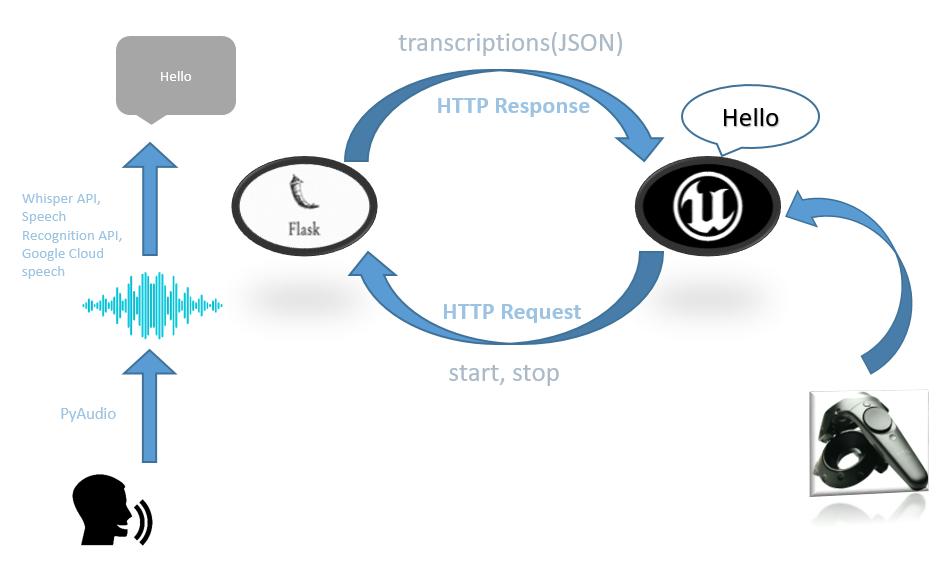 transcriptions(JSON)
Hello
HTTP Response
Hello
Whisper API,
Speech
Recognition API,
Google Cloud
speech
Flask
HTTP Request
start, stop
PyAudio